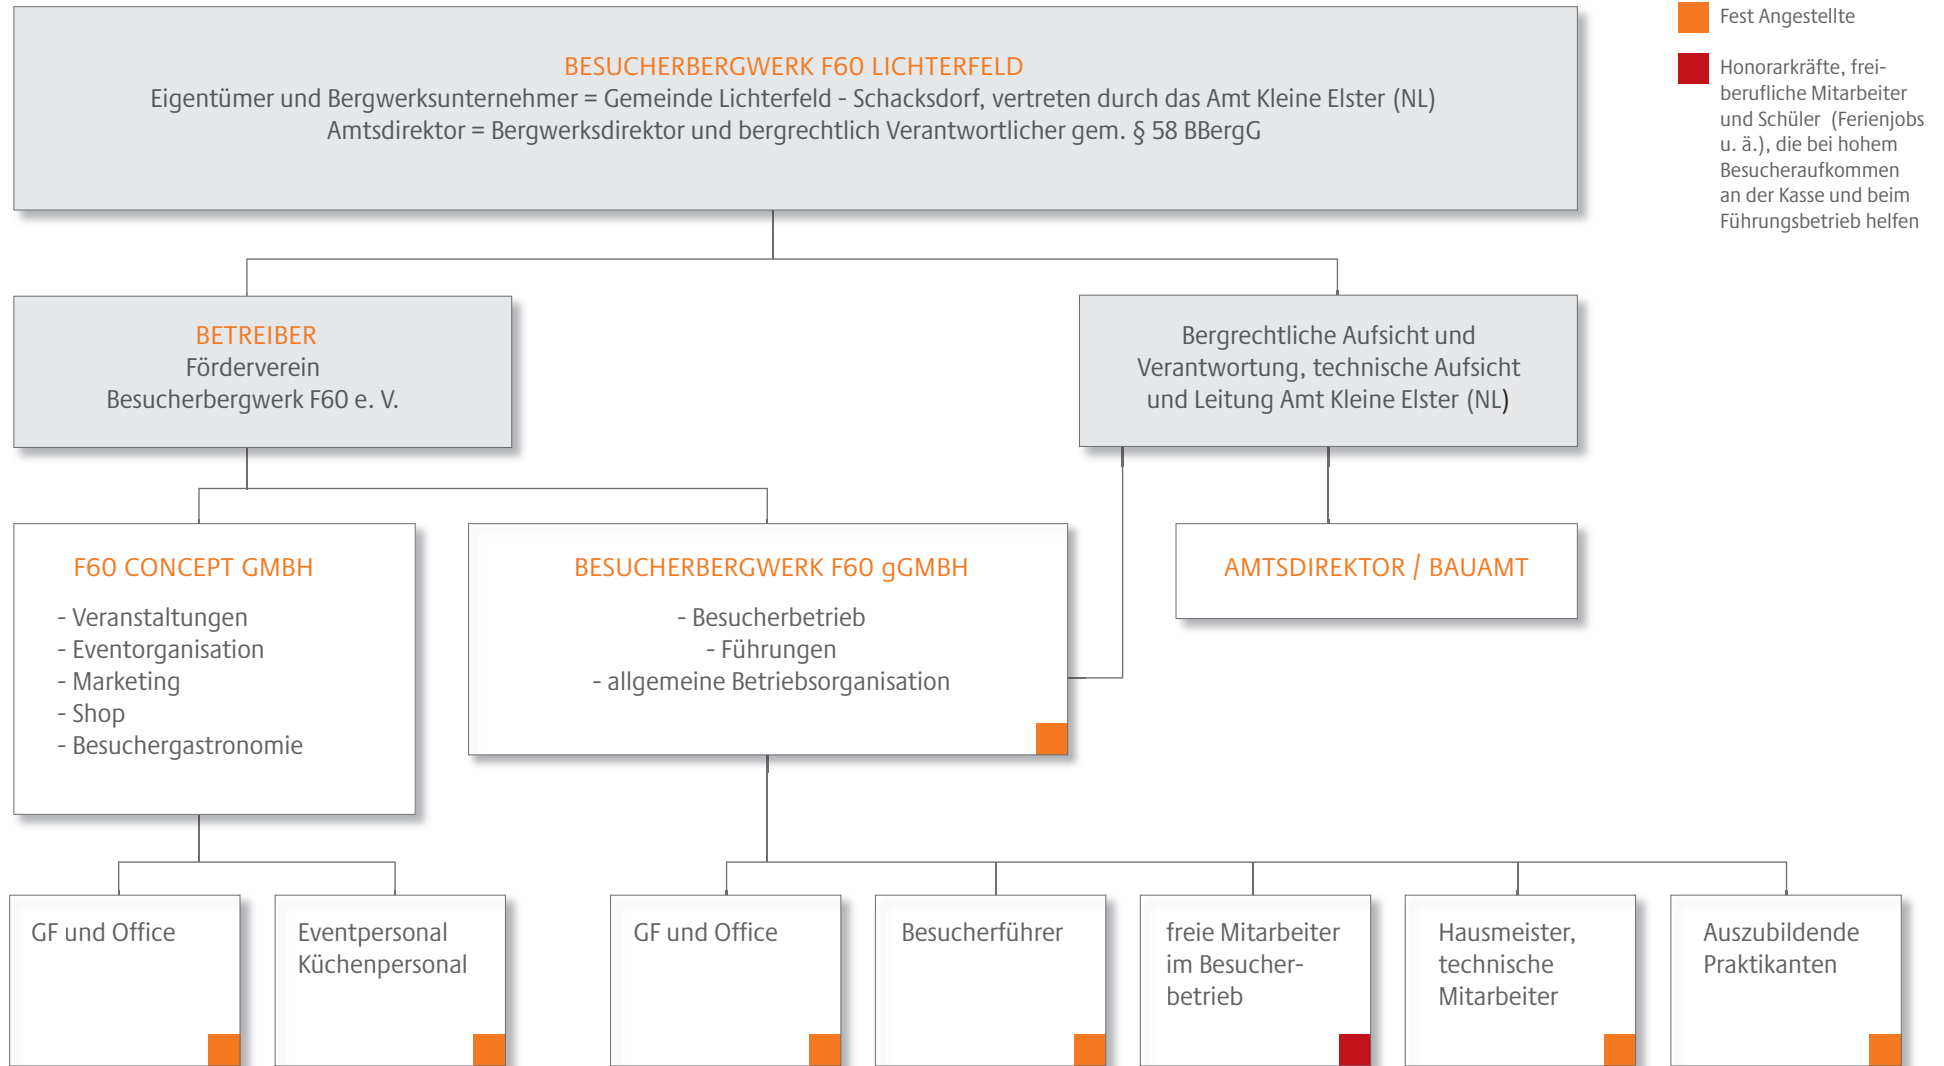 BESUCHERBERGWERK F60 LICHTERFELD
Eigentümer und Bergwerksunternehmer = Gemeinde Lichterfeld - Schacksdorf, vertreten durch das Amt Kleine Elster (NL)
Amtsdirektor = Bergwerksdirektor und bergrechtlich Verantwortlicher gem. § 58 BBergG
Fest Angestellte
Honorarkräfte, frei-
berufliche Mitarbeiter
und Schüler (Ferienjobs
u. ä.), die bei hohem
Besucheraufkommen
an der Kasse und beim
Führungsbetrieb helfen
BETREIBER
Förderverein
Besucherbergwerk F60 e. V.
Bergrechtliche Aufsicht und
Verantwortung, technische Aufsicht
und Leitung Amt Kleine Elster (NL)
F60 CONCEPT GMBH
- Veranstaltungen
- Eventorganisation
- Marketing
- Shop
- Besuchergastronomie
BESUCHERBERGWERK F60 gGMBH
- Besucherbetrieb
- Führungen
- allgemeine Betriebsorganisation
AMTSDIREKTOR / BAUAMT
GF und Office
Eventpersonal
Küchenpersonal
GF und Office
Besucherführer
freie Mitarbeiter
im Besucher-
betrieb
Hausmeister,
technische
Mitarbeiter
Auszubildende
Praktikanten